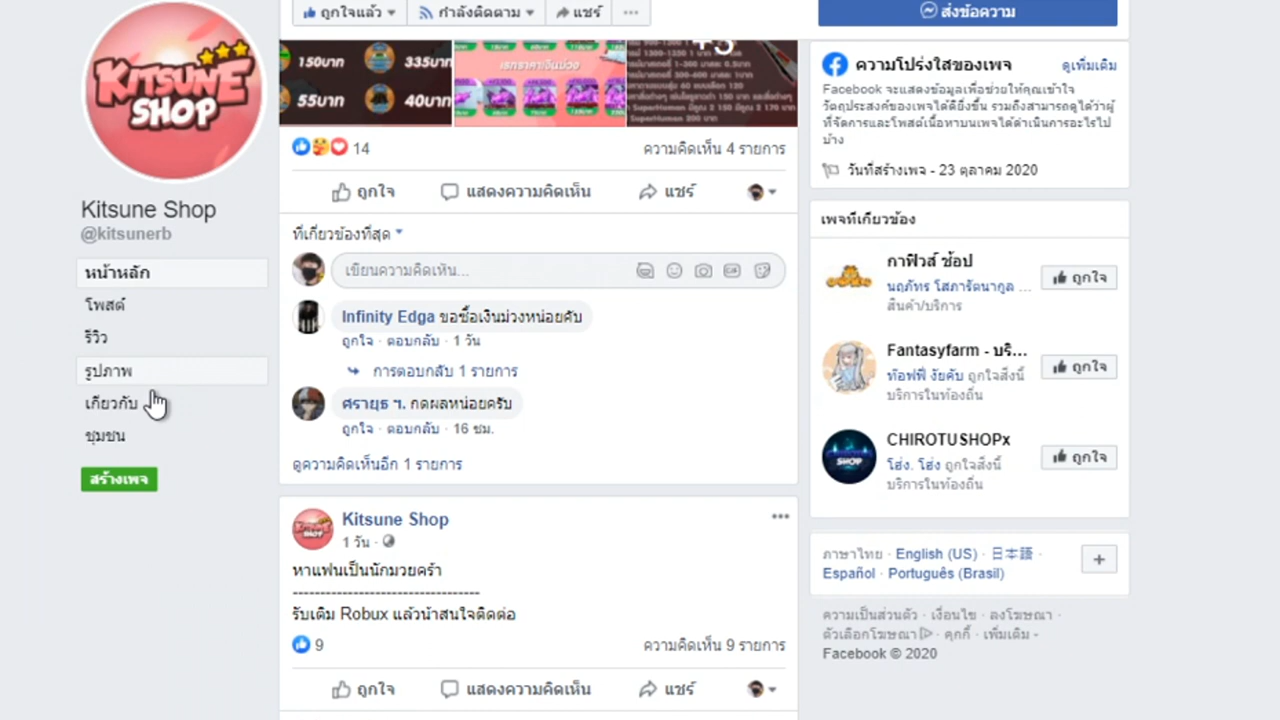 KITSUNE
SHOP
Kitsune Shop
@kitsunerb
หน้าหลัก
โพสต์
รีวิว
รูปภาพ
เกี่ยวกับ
ชุมชน
สร้างเพจ
ถูกใจแล้ว
กำลังติดตาม
แชร์
150บาท
335บาท
55บาท
40บาท
เรทราคาเงินม่วง
+5
14
ความคิดเห็น 4 รายการ
ถูกใจ
แสดงความคิดเห็น
แชร์
ที่เกี่ยวข้องที่สุด
เขียนความคิดเห็น...
Infinity Edga ขอซื้อเงินม่วงหน่อยคับ
ถูกใจ · ตอบกลับ · 1 วัน
การตอบกลับ 1 รายการ
ศรายุธ ฯ. กดผลหน่อยครับ
ถูกใจ · ตอบกลับ · 16 ชม.
ดูความคิดเห็นอีก 1 รายการ
Kitsune Shop
1 วัน ·
หาแฟนเป็นนักมวยคร้า
----------------------------------
รับเติม Robux แล้วน้าสนใจติดต่อ
9
ความคิดเห็น 9 รายการ
ถูกใจ
แสดงความคิดเห็น
แชร์
ส่งข้อความ
ความโปร่งใสของเพจ
ดูเพิ่มเติม
Facebook จะแสดงข้อมูลเพื่อช่วยให้คุณเข้าใจ
วัตถุประสงค์ของเพจได้ดียิ่งขึ้น รวมถึงสามารถดูได้ว่าผู้
ที่จัดการและโพสต์เนื้อหาบนเพจได้ดำเนินการอะไรไป
บ้าง
วันที่สร้างเพจ - 23 ตุลาคม 2020
เพจที่เกี่ยวข้อง
กาฟิวส์ ช้อป
นฤภัทร โสภารัตนากูล ...
สินค้า/บริการ
ถูกใจ
Fantasyfarm - บริ...
ท๊อฟฟี่ งัยคับ ถูกใจสิ่งนี้
บริการในท้องถิ่น
ถูกใจ
SHOP
CHIROTUSHOPx
โฮ่ง. โฮ่ง ถูกใจสิ่งนี้
บริการในท้องถิ่น
ถูกใจ
ภาษาไทย · English (US) · 日本語 ·
Español · Português (Brasil)
ความเป็นส่วนตัว · เงื่อนไข · ลงโฆษณา ·
ตัวเลือกโฆษณา · คุกกี้ · เพิ่มเติม ·
Facebook © 2020